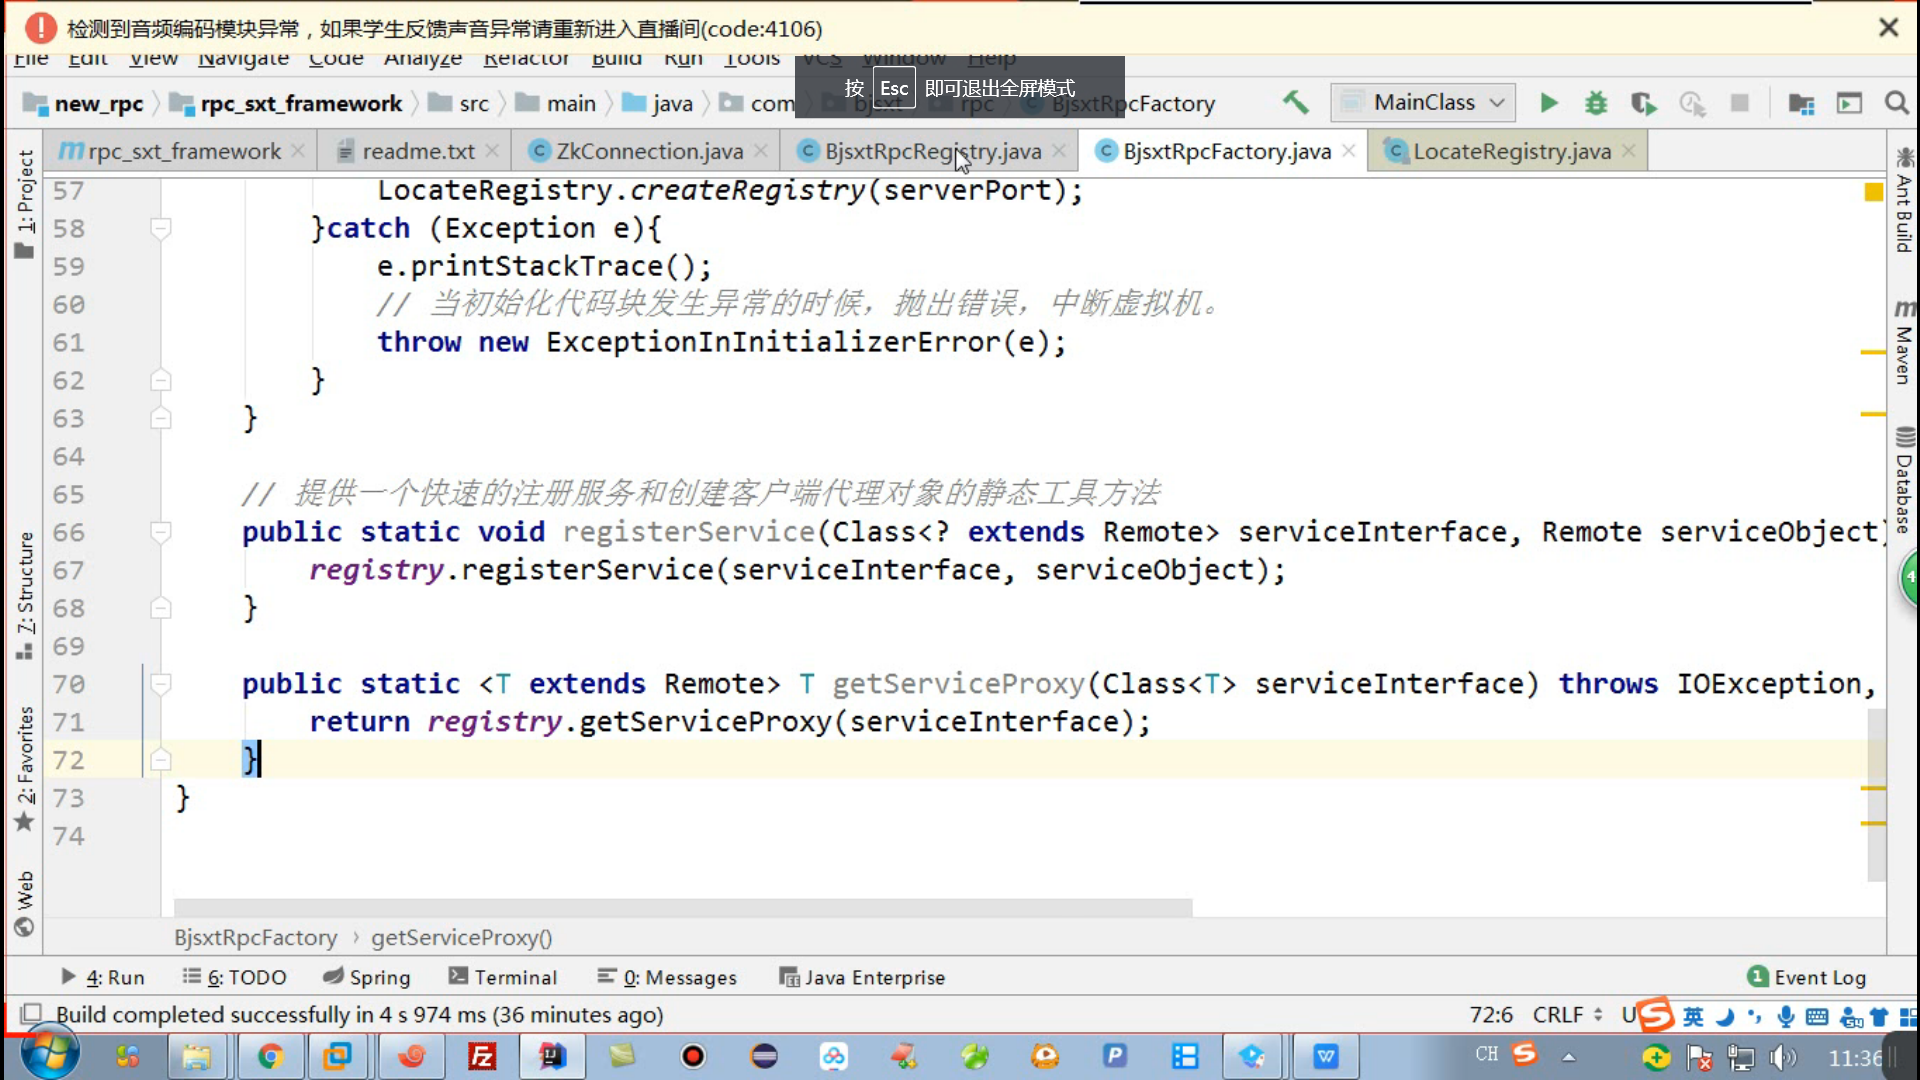 检测到音频编码模块异常，如果学生反馈声音异常请重新进入直播间(code:4106)
File Edit View Navigate Code Analyze Refactor Build Run Tools VCS Window Help
按 Esc 即可退出全屏模式
new_rpc rpc_sxt_framework src main java com bjsxt rpc BjsxtRpcFactory MainClass
rpc_sxt_framework readme.txt ZkConnection.java BjsxtRpcRegistry.java BjsxtRpcFactory.java LocateRegistry.java
57 LocateRegistry.createRegistry(serverPort);
58 }catch (Exception e){
59 e.printStackTrace();
60 // 当初始化代码块发生异常的时候，抛出错误，中断虚拟机。
61 throw new ExceptionInInitializerError(e);
62 }
63 }
64
65 // 提供一个快速的注册服务和创建客户端代理对象的静态工具方法
66 public static void registerService(Class<? extends Remote> serviceInterface, Remote serviceObject)
67 registry.registerService(serviceInterface, serviceObject);
68 }
69
70 public static <T extends Remote> T getServiceProxy(Class<T> serviceInterface) throws IOException,
71 return registry.getServiceProxy(serviceInterface);
72 }
73 }
74
1: Project
7: Structure
2: Favorites
Web
Ant Build
Maven
Database
4
BjsxtRpcFactory › getServiceProxy()
4: Run 6: TODO Spring Terminal 0: Messages Java Enterprise 1 Event Log
Build completed successfully in 4 s 974 ms (36 minutes ago) 72:6 CRLF U 英
CH 11:36